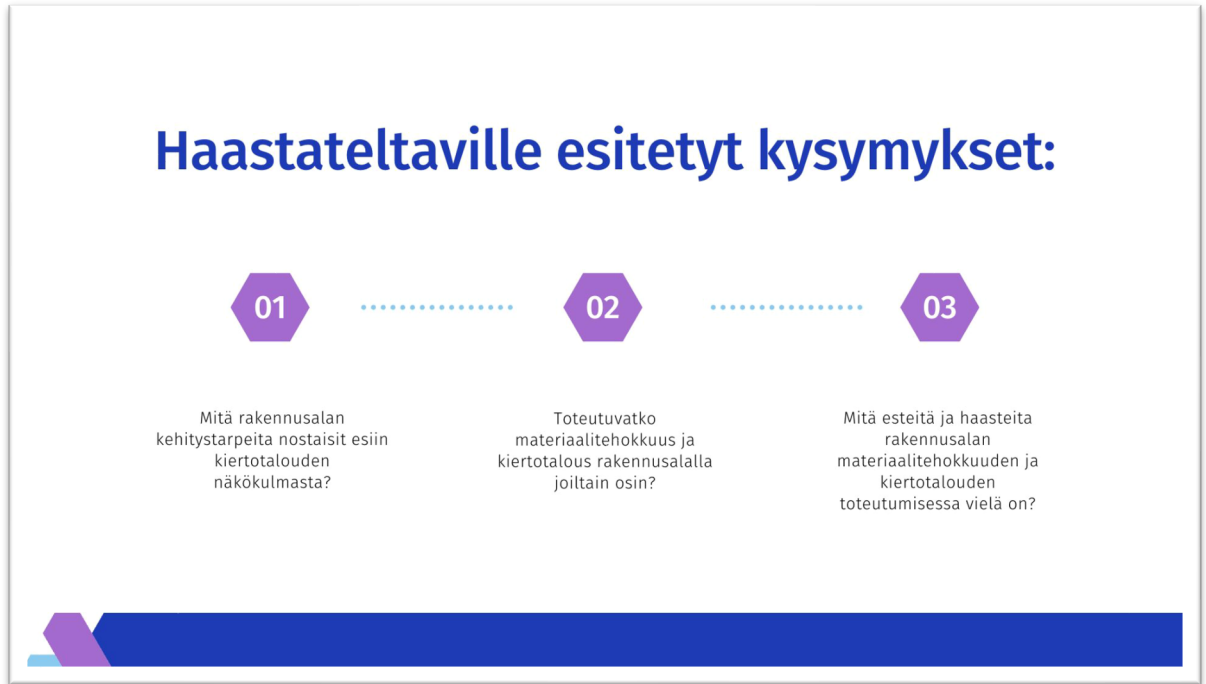 Haastateltaville esitetyt kysymykset:
01
Mitä rakennusalan
kehitystarpeita nostaisit esiin
kiertotalouden
näkökulmasta?
02
Toteutuvatko
materiaalitehokkuus ja
kiertotalous rakennusalalla
joiltain osin?
03
Mitä esteitä ja haasteita
rakennusalan
materiaalitehokkuuden ja
kiertotalouden
toteutumisessa vielä on?